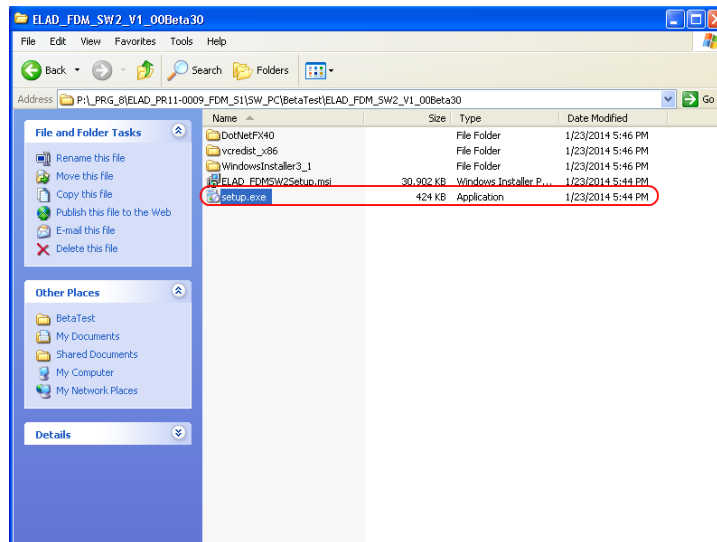 ELAD_FDM_SW2_V1_00Beta30
File Edit View Favorites Tools Help
Back Search Folders
Address P:\_PRG_8\ELAD_PR11-0009_FDM_S1\SW_PC\BetaTest\ELAD_FDM_SW2_V1_00Beta30 Go
Name Size Type Date Modified
DotNetFX40 File Folder 1/23/2014 5:46 PM
vcredist_x86 File Folder 1/23/2014 5:46 PM
WindowsInstaller3_1 File Folder 1/23/2014 5:46 PM
ELAD_FDMSW2Setup.msi 30,902 KB Windows Installer P... 1/23/2014 5:44 PM
setup.exe 424 KB Application 1/23/2014 5:44 PM
File and Folder Tasks
Rename this file
Move this file
Copy this file
Publish this file to the Web
E-mail this file
Delete this file
Other Places
BetaTest
My Documents
Shared Documents
My Computer
My Network Places
Details